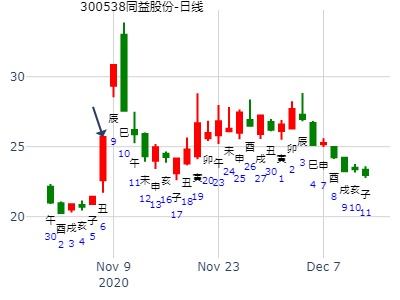 300538同益股份-日线
30
25
20
午 酉 戌 亥 子 丑 辰 巳 午 未 申 亥 子 丑 寅 卯 午 未 申 酉 戌 丑 寅 卯 辰 巳 申 酉 戌 亥 子
30 2 3 4 5 6 9 10 11 12 13 16 17 18 19 20 23 24 25 26 27 30 1 2 3 4 7 8 9 10 11
Nov 9 Nov 23 Dec 7
2020